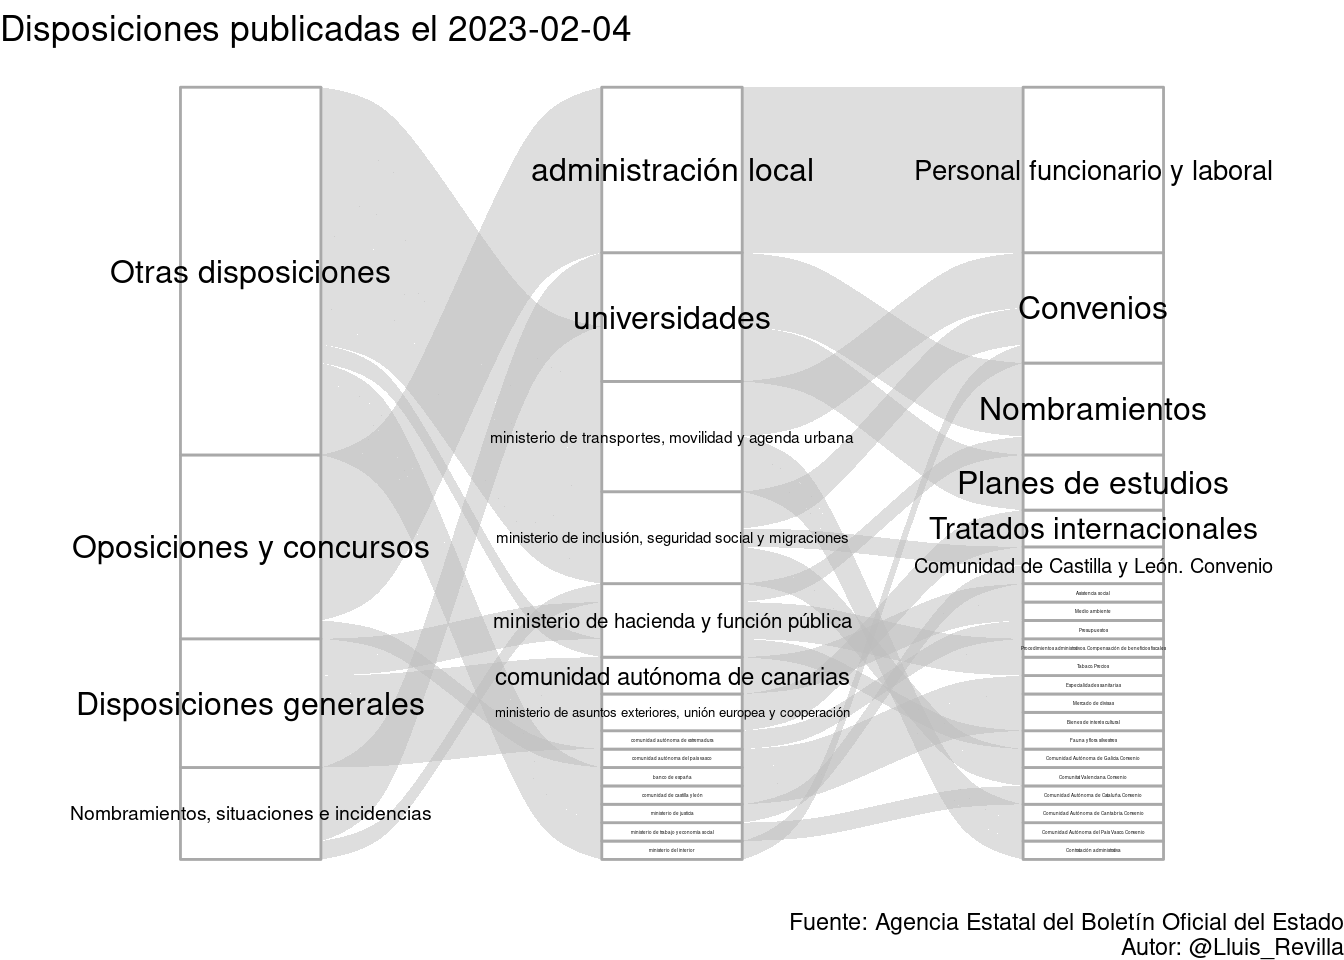 Disposiciones publicadas el 2023-02-04
Otras disposiciones
Oposiciones y concursos
Disposiciones generales
Nombramientos, situaciones e incidencias
administración local
universidades
ministerio de transportes, movilidad y agenda urbana
ministerio de inclusión, seguridad social y migraciones
ministerio de hacienda y función pública
comunidad autónoma de canarias
ministerio de asuntos exteriores, unión europea y cooperación
comunidad autónoma de extremadura
comunidad autónoma del país vasco
banco de españa
comunidad de castilla y león
ministerio de justicia
ministerio de trabajo y economía social
ministerio del interior
Personal funcionario y laboral
Convenios
Nombramientos
Planes de estudios
Tratados internacionales
Comunidad de Castilla y León. Convenio
Asistencia social
Medio ambiente
Presupuestos
Procedimientos administrativos. Compensación de beneficios fiscales
Tabaco. Precios
Especialidades sanitarias
Mercado de divisas
Bienes de interés cultural
Fauna y flora silvestres
Comunidad Autónoma de Galicia. Convenio
Comunitat Valenciana. Convenio
Comunidad Autónoma de Cataluña. Convenio
Comunidad Autónoma de Cantabria. Convenio
Comunidad Autónoma del País Vasco. Convenio
Contratación administrativa
Fuente: Agencia Estatal del Boletín Oficial del Estado
Autor: @Lluis_Revilla